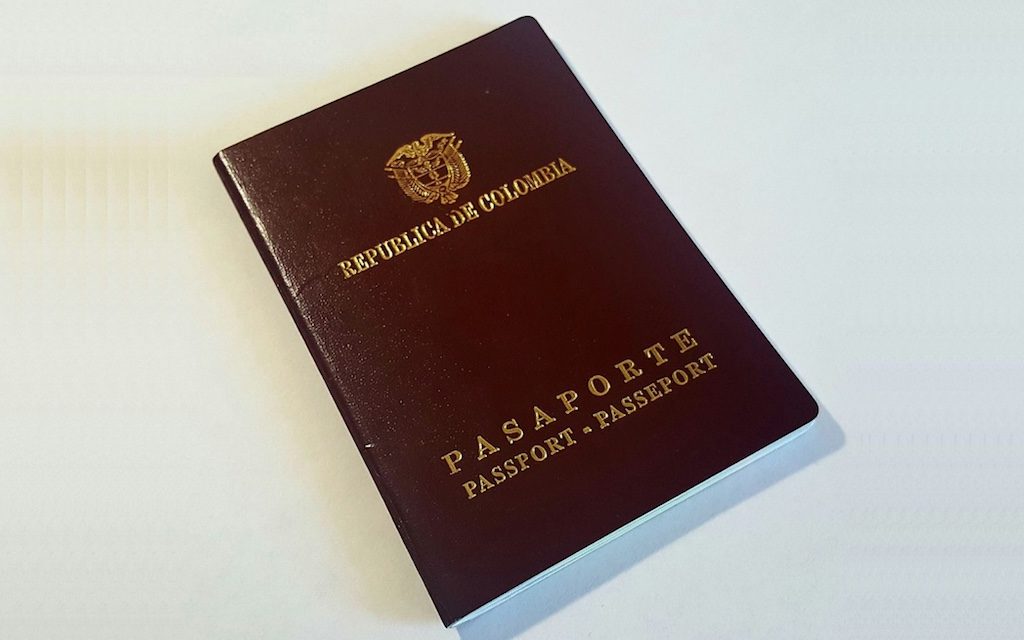 REPUBLICA DE COLOMBIA
PASAPORTE
PASSPORT - PASSEPORT